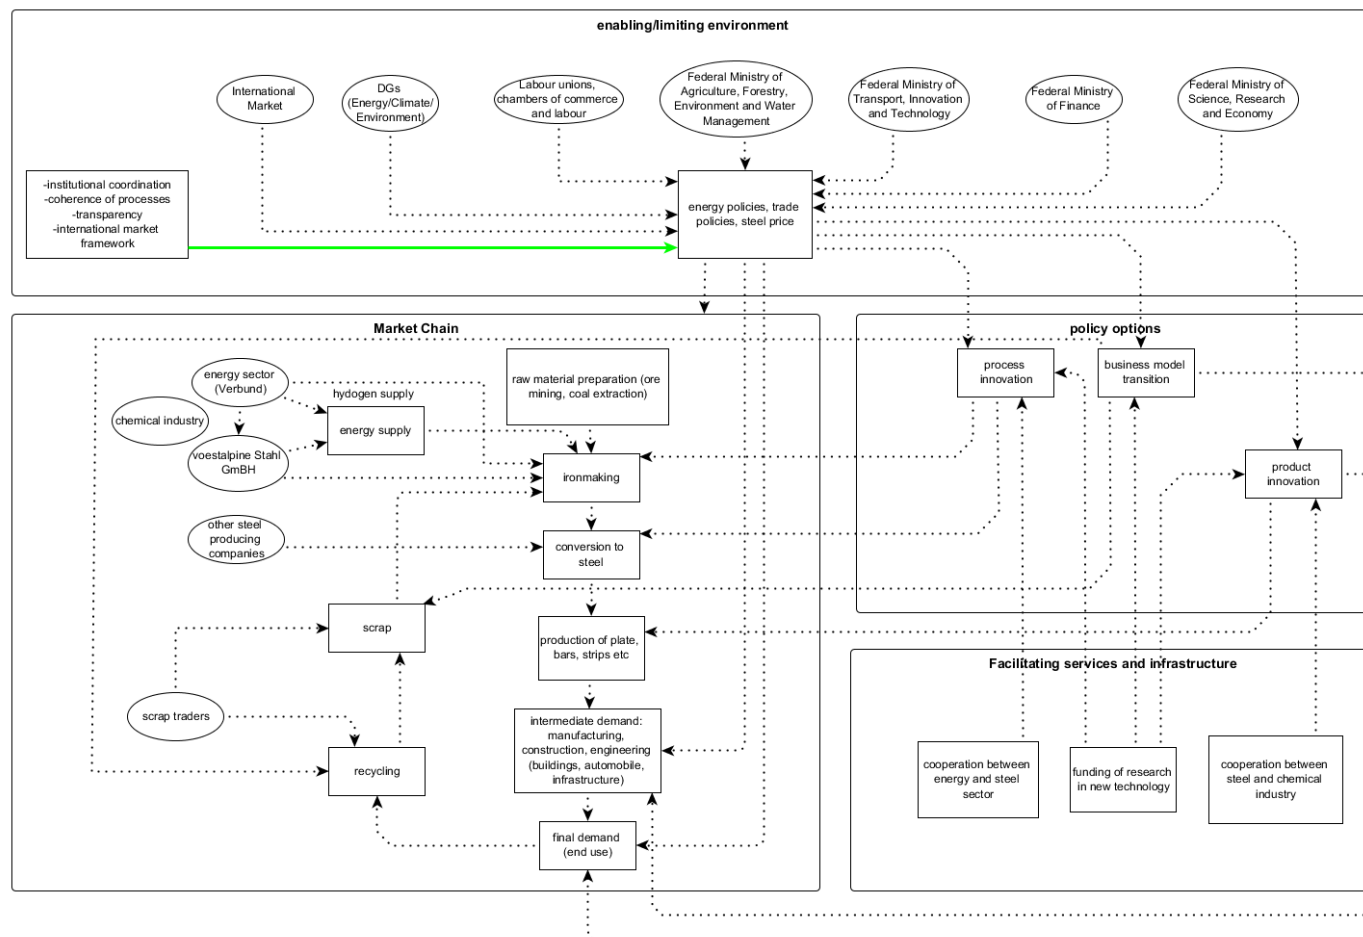 enabling/limiting environment
International
Market
DGs
(Energy/Climate/
Environment)
Labour unions,
chambers of commerce
and labour
Federal Ministry of
Agriculture, Forestry,
Environment and Water
Management
Federal Ministry of
Transport, Innovation
and Technology
Federal Ministry
of Finance
Federal Ministry of
Science, Research
and Economy
-institutional coordination
-coherence of processes
-transparency
-international market
framework
energy policies, trade
policies, steel price
Market Chain
energy sector
(Verbund)
chemical industry
voestalpine Stahl
GmBH
hydogen supply
energy supply
raw material preparation (ore
mining, coal extraction)
ironmaking
other steel
producing
companies
conversion to
steel
scrap
production of plate,
bars, strips etc
scrap traders
recycling
intermediate demand:
manufacturing,
construction, engineering
(buildings, automobile,
infrastructure)
final demand
(end use)
policy options
process
innovation
business model
transition
product
innovation
Facilitating services and infrastructure
cooperation between
energy and steel
sector
funding of research
in new technology
cooperation between
steel and chemical
industry